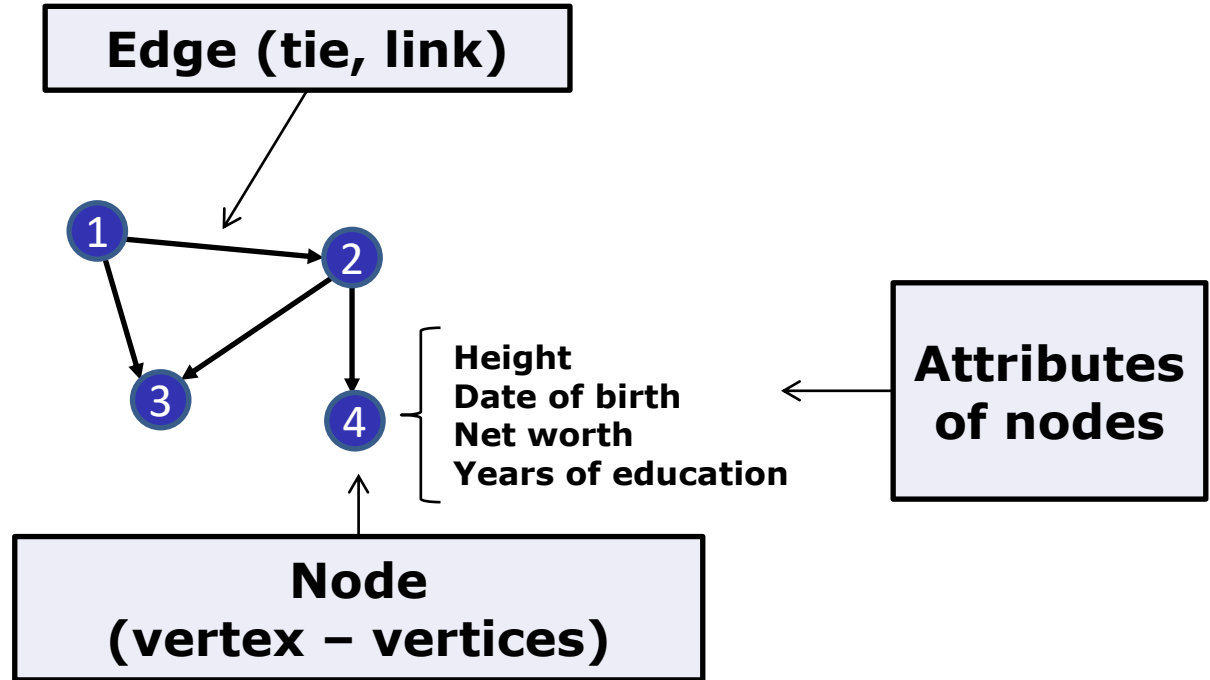 Edge (tie, link)
1
2
3
4
Height
Date of birth
Net worth
Years of education
Attributes
of nodes
Node
(vertex – vertices)